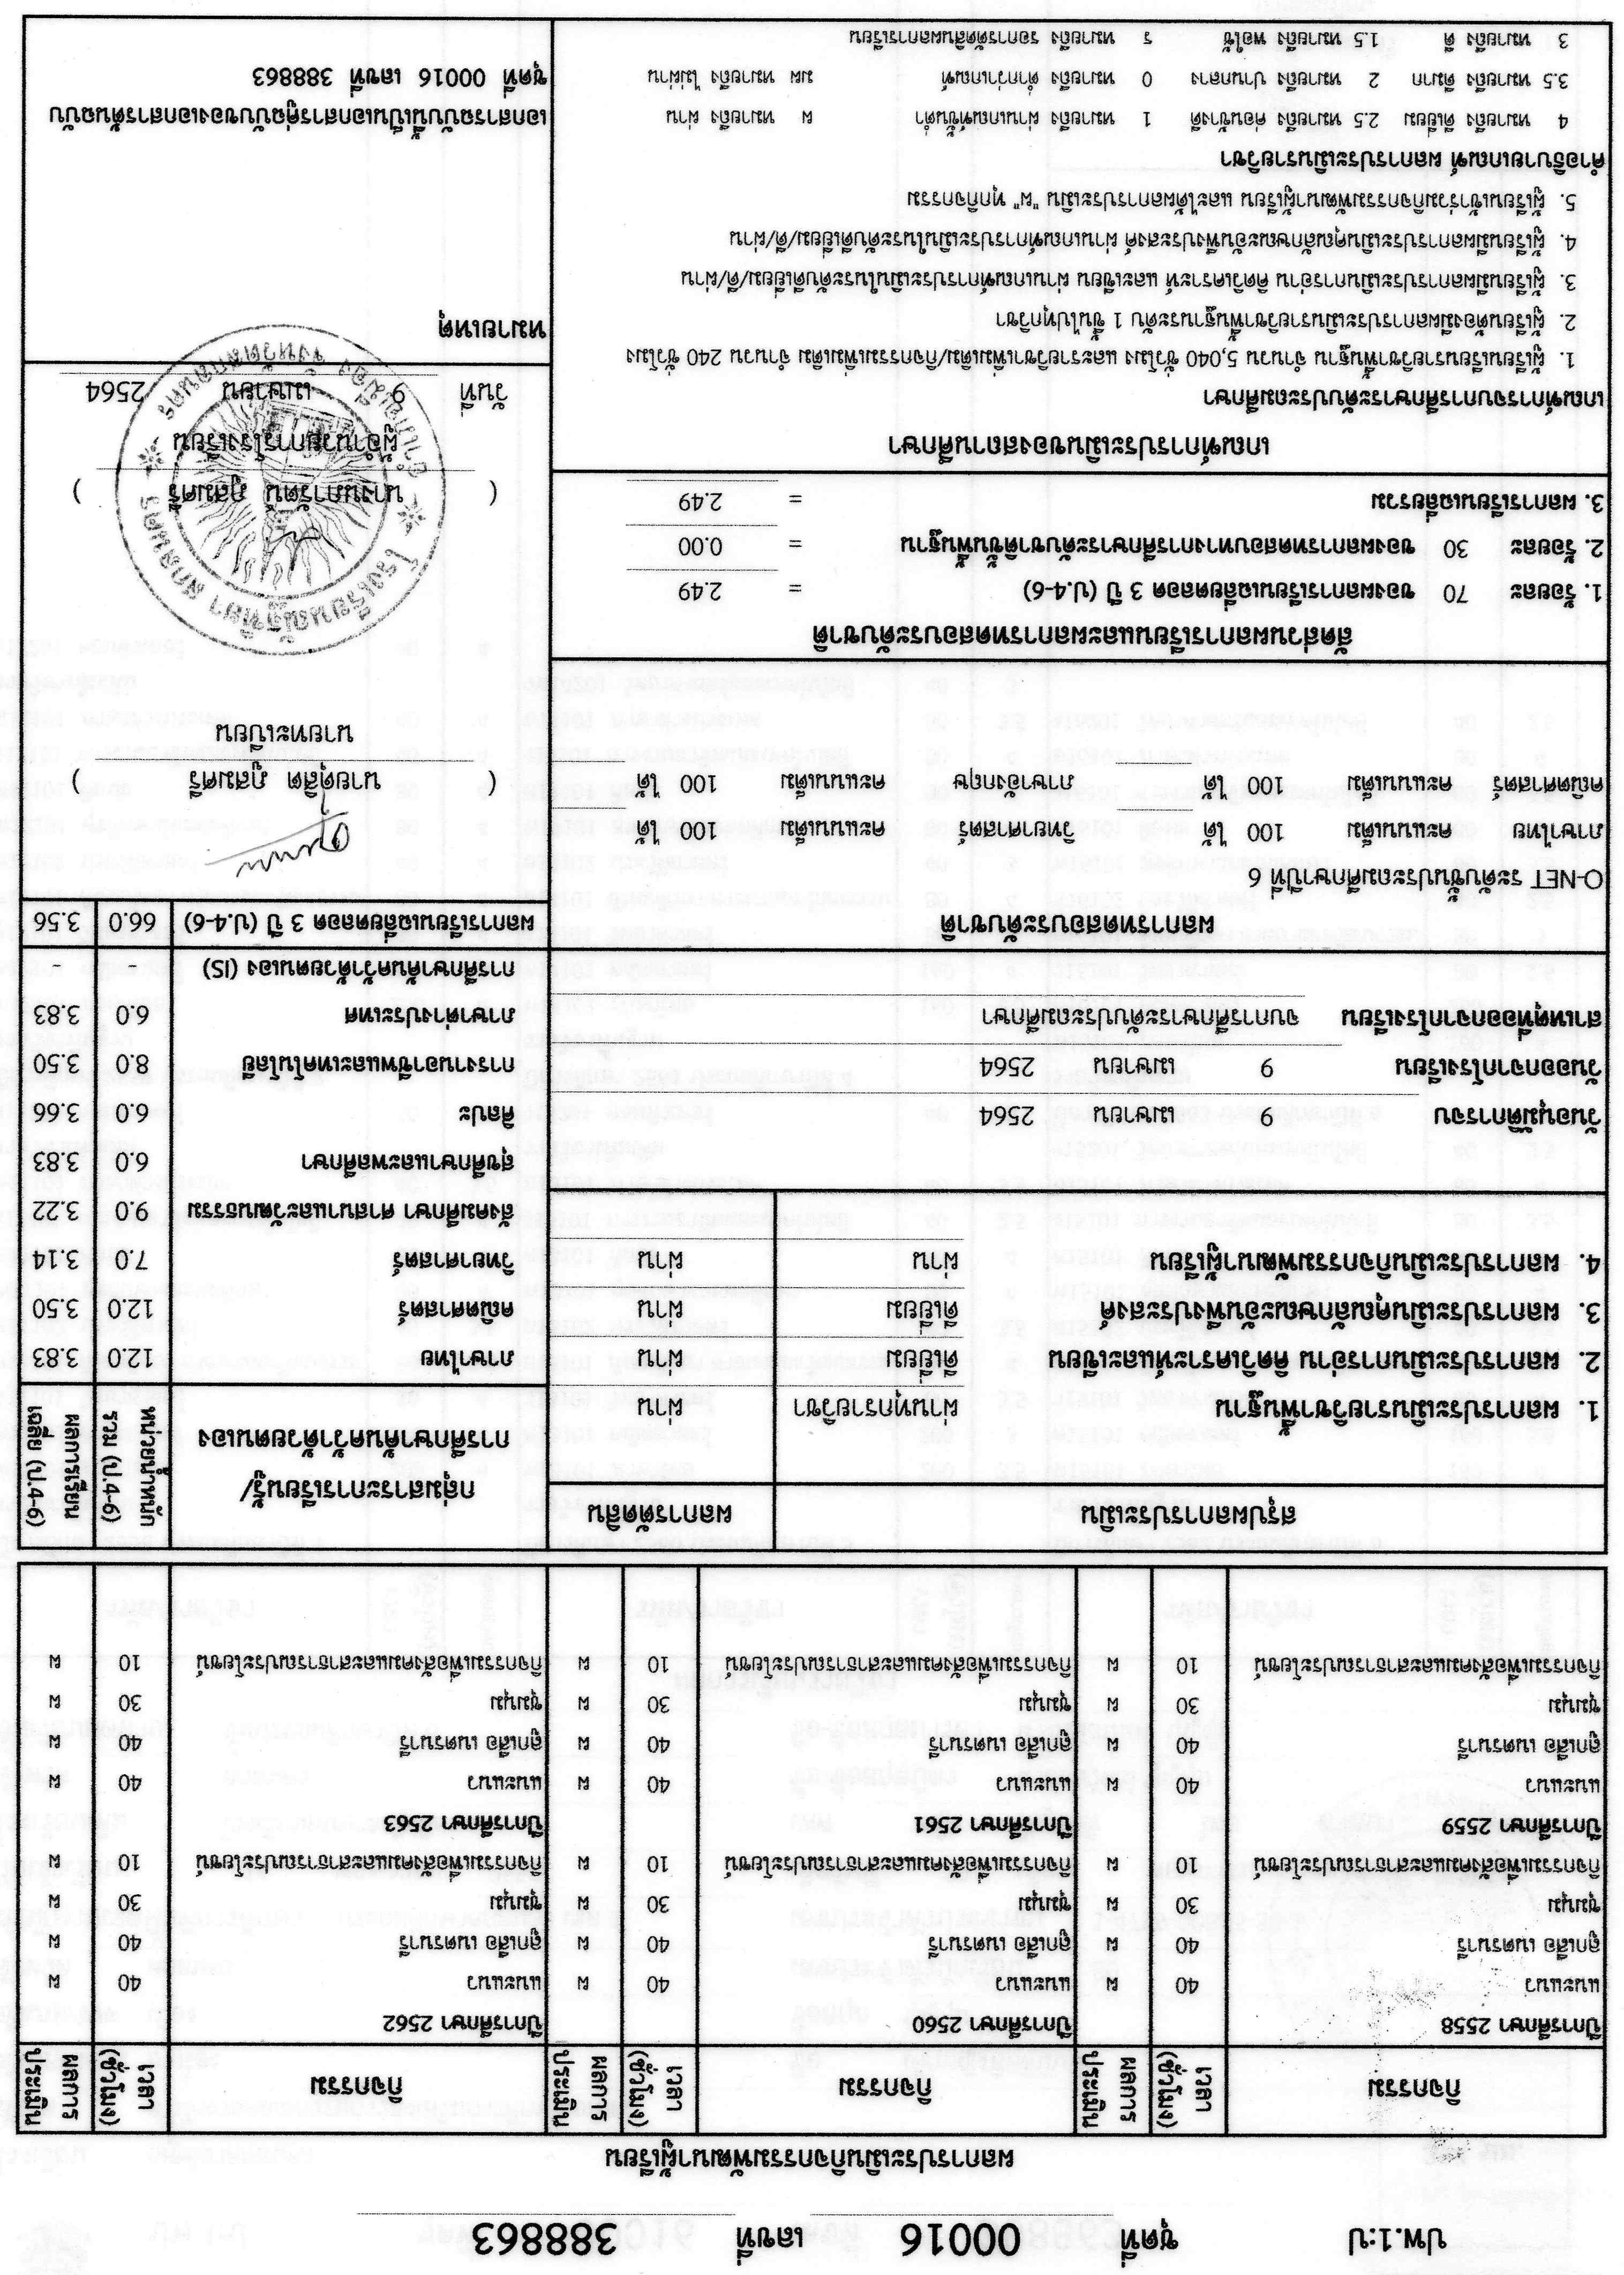 ปพ.1:ป ชุดที่ 00016 เลขที่ 388863
ผลการประเมินกิจกรรมพัฒนาผู้เรียน
กิจกรรม เวลา (ชั่วโมง) ผลการประเมิน กิจกรรม เวลา (ชั่วโมง) ผลการประเมิน กิจกรรม เวลา (ชั่วโมง) ผลการประเมิน
ปีการศึกษา 2558 ปีการศึกษา 2560 ปีการศึกษา 2562
แนะแนว 40 ผ แนะแนว 40 ผ แนะแนว 40 ผ
ลูกเสือ เนตรนารี 40 ผ ลูกเสือ เนตรนารี 40 ผ ลูกเสือ เนตรนารี 40 ผ
ชุมนุม 30 ผ ชุมนุม 30 ผ ชุมนุม 30 ผ
กิจกรรมเพื่อสังคมและสาธารณประโยชน์ 10 ผ กิจกรรมเพื่อสังคมและสาธารณประโยชน์ 10 ผ กิจกรรมเพื่อสังคมและสาธารณประโยชน์ 10 ผ
ปีการศึกษา 2559 ปีการศึกษา 2561 ปีการศึกษา 2563
แนะแนว 40 ผ แนะแนว 40 ผ แนะแนว 40 ผ
ลูกเสือ เนตรนารี 40 ผ ลูกเสือ เนตรนารี 40 ผ ลูกเสือ เนตรนารี 40 ผ
ชุมนุม 30 ผ ชุมนุม 30 ผ ชุมนุม 30 ผ
กิจกรรมเพื่อสังคมและสาธารณประโยชน์ 10 ผ กิจกรรมเพื่อสังคมและสาธารณประโยชน์ 10 ผ กิจกรรมเพื่อสังคมและสาธารณประโยชน์ 10 ผ
สรุปผลการประเมิน ผลการตัดสิน
1. ผลการประเมินรายวิชาพื้นฐาน ผ่านทุกรายวิชา ผ่าน
2. ผลการประเมินการอ่าน คิดวิเคราะห์และเขียน ดีเยี่ยม ผ่าน
3. ผลการประเมินคุณลักษณะอันพึงประสงค์ ดีเยี่ยม ผ่าน
4. ผลการประเมินกิจกรรมพัฒนาผู้เรียน ผ่าน ผ่าน
วันอนุมัติการจบ 9 เมษายน 2564
วันออกจากโรงเรียน 9 เมษายน 2564
สาเหตุที่ออกจากโรงเรียน จบการศึกษาระดับประถมศึกษา
กลุ่มสาระการเรียนรู้/การศึกษาค้นคว้าด้วยตนเอง หน่วยน้ำหนักรวม (ป.4-6) ผลการเรียนเฉลี่ย (ป.4-6)
ภาษาไทย 12.0 3.83
คณิตศาสตร์ 12.0 3.50
วิทยาศาสตร์ 7.0 3.14
สังคมศึกษา ศาสนาและวัฒนธรรม 9.0 3.22
สุขศึกษาและพลศึกษา 6.0 3.83
ศิลปะ 6.0 3.66
การงานอาชีพและเทคโนโลยี 8.0 3.50
ภาษาต่างประเทศ 6.0 3.83
การศึกษาค้นคว้าด้วยตนเอง (IS) - -
ผลการเรียนเฉลี่ยตลอด 3 ปี (ป.4-6) 66.0 3.56
ผลการทดสอบระดับชาติ
O-NET ระดับชั้นประถมศึกษาปีที่ 6
ภาษาไทย คะแนนเต็ม 100 ได้ วิทยาศาสตร์ คะแนนเต็ม 100 ได้
คณิตศาสตร์ คะแนนเต็ม 100 ได้ ภาษาอังกฤษ คะแนนเต็ม 100 ได้
สัดส่วนผลการเรียนและผลการทดสอบระดับชาติ
1. ร้อยละ 70 ของผลการเรียนเฉลี่ยตลอด 3 ปี (ป.4-6) = 2.49
2. ร้อยละ 30 ของผลการทดสอบทางการศึกษาระดับชาติขั้นพื้นฐาน = 0.00
3. ผลการเรียนเฉลี่ยรวม = 2.49
เกณฑ์การประเมินของสถานศึกษา
เกณฑ์การจบการศึกษาระดับประถมศึกษา
1. ผู้เรียนเรียนรายวิชาพื้นฐาน จำนวน 5,040 ชั่วโมง และรายวิชาเพิ่มเติม/กิจกรรมเพิ่มเติม จำนวน 240 ชั่วโมง
2. ผู้เรียนต้องมีผลการประเมินรายวิชาพื้นฐานระดับ 1 ขึ้นไปทุกวิชา
3. ผู้เรียนมีผลการประเมินการอ่าน คิดวิเคราะห์ และเขียน ผ่านเกณฑ์การประเมินในระดับดีเยี่ยม/ดี/ผ่าน
4. ผู้เรียนมีผลการประเมินคุณลักษณะอันพึงประสงค์ ผ่านเกณฑ์การประเมินในระดับดีเยี่ยม/ดี/ผ่าน
5. ผู้เรียนเข้าร่วมกิจกรรมพัฒนาผู้เรียน และได้ผลการประเมิน "ผ" ทุกกิจกรรม
คำอธิบายเกณฑ์ ผลการประเมินรายวิชา
4 หมายถึง ดีเยี่ยม 2.5 หมายถึง ค่อนข้างดี 1 หมายถึง ผ่านเกณฑ์ขั้นต่ำ ผ หมายถึง ผ่าน
3.5 หมายถึง ดีมาก 2 หมายถึง ปานกลาง 0 หมายถึง ต่ำกว่าเกณฑ์ มผ หมายถึง ไม่ผ่าน
3 หมายถึง ดี 1.5 หมายถึง พอใช้ ร หมายถึง รอการตัดสินผลการเรียน
( นายดุสิต ภูสมศรี )
นายทะเบียน
( นางนภารัตน์ ภูสมศรี )
ผู้อำนวยการโรงเรียน
วันที่ 9 เมษายน 2564
หมายเหตุ
เอกสารฉบับนี้เป็นเอกสารคู่ฉบับของเอกสารต้นฉบับ
ชุดที่ 00016 เลขที่ 388863